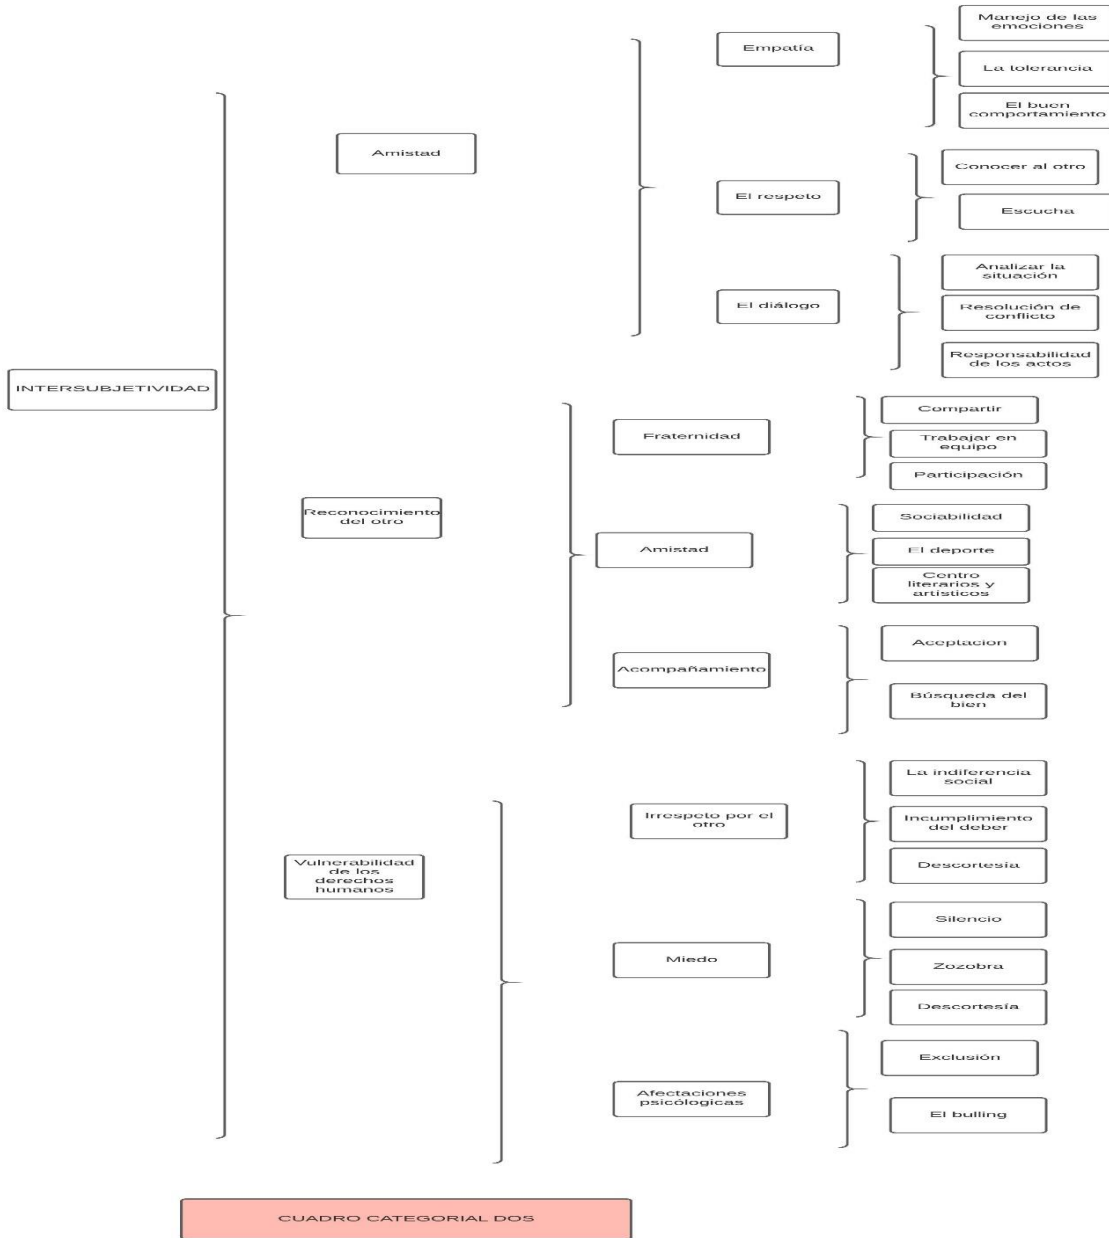 Manejo de las
emociones
Empatía
La tolerancia
El buen
comportamiento
Amistad
Conocer al otro
El respeto
Escucha
Analizar la
situación
El diálogo
Resolución de
conflicto
Responsabilidad
de los actos
INTERSUBJETIVIDAD
Compartir
Fraternidad
Trabajar en
equipo
Participación
Reconocimiento
del otro
Sociabilidad
Amistad
El deporte
Centro
literarios y
artísticos
Aceptacion
Acompañamiento
Búsqueda del
bien
La indiferencia
social
Irrespeto por el
otro
Incumplimiento
del deber
Descortesía
Vulnerabilidad
de los
derechos
humanos
Silencio
Miedo
Zozobra
Descortesía
Exclusión
Afectaciones
psicólogicas
El bulling
CUADRO CATEGORIAL DOS